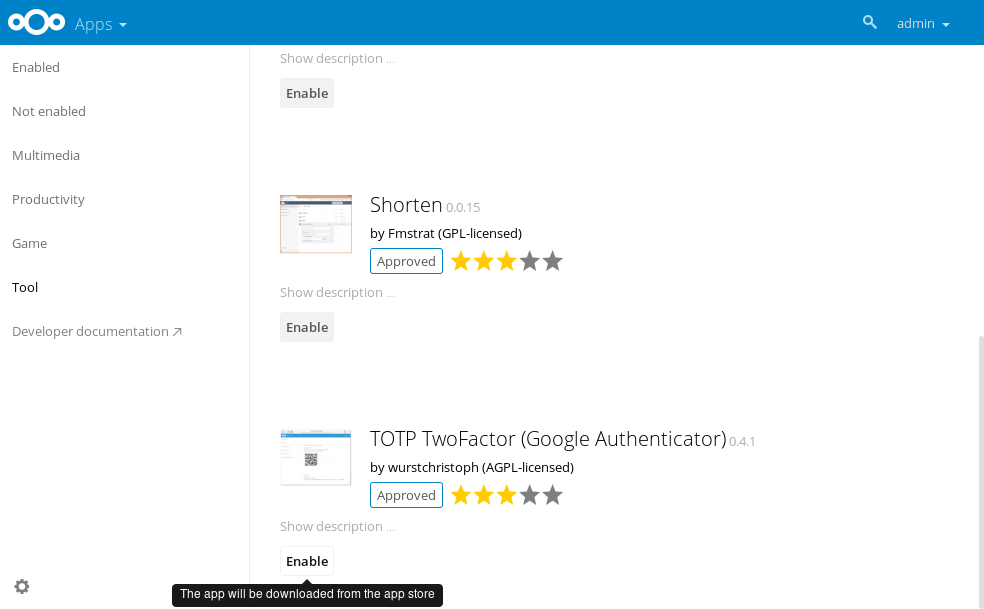 Apps
admin
Enabled
Not enabled
Multimedia
Productivity
Game
Tool
Developer documentation ↗
Show description ...
Enable
Shorten 0.0.15
by Fmstrat (GPL-licensed)
Approved
Show description ...
Enable
TOTP TwoFactor (Google Authenticator) 0.4.1
by wurstchristoph (AGPL-licensed)
Approved
Show description ...
Enable
The app will be downloaded from the app store